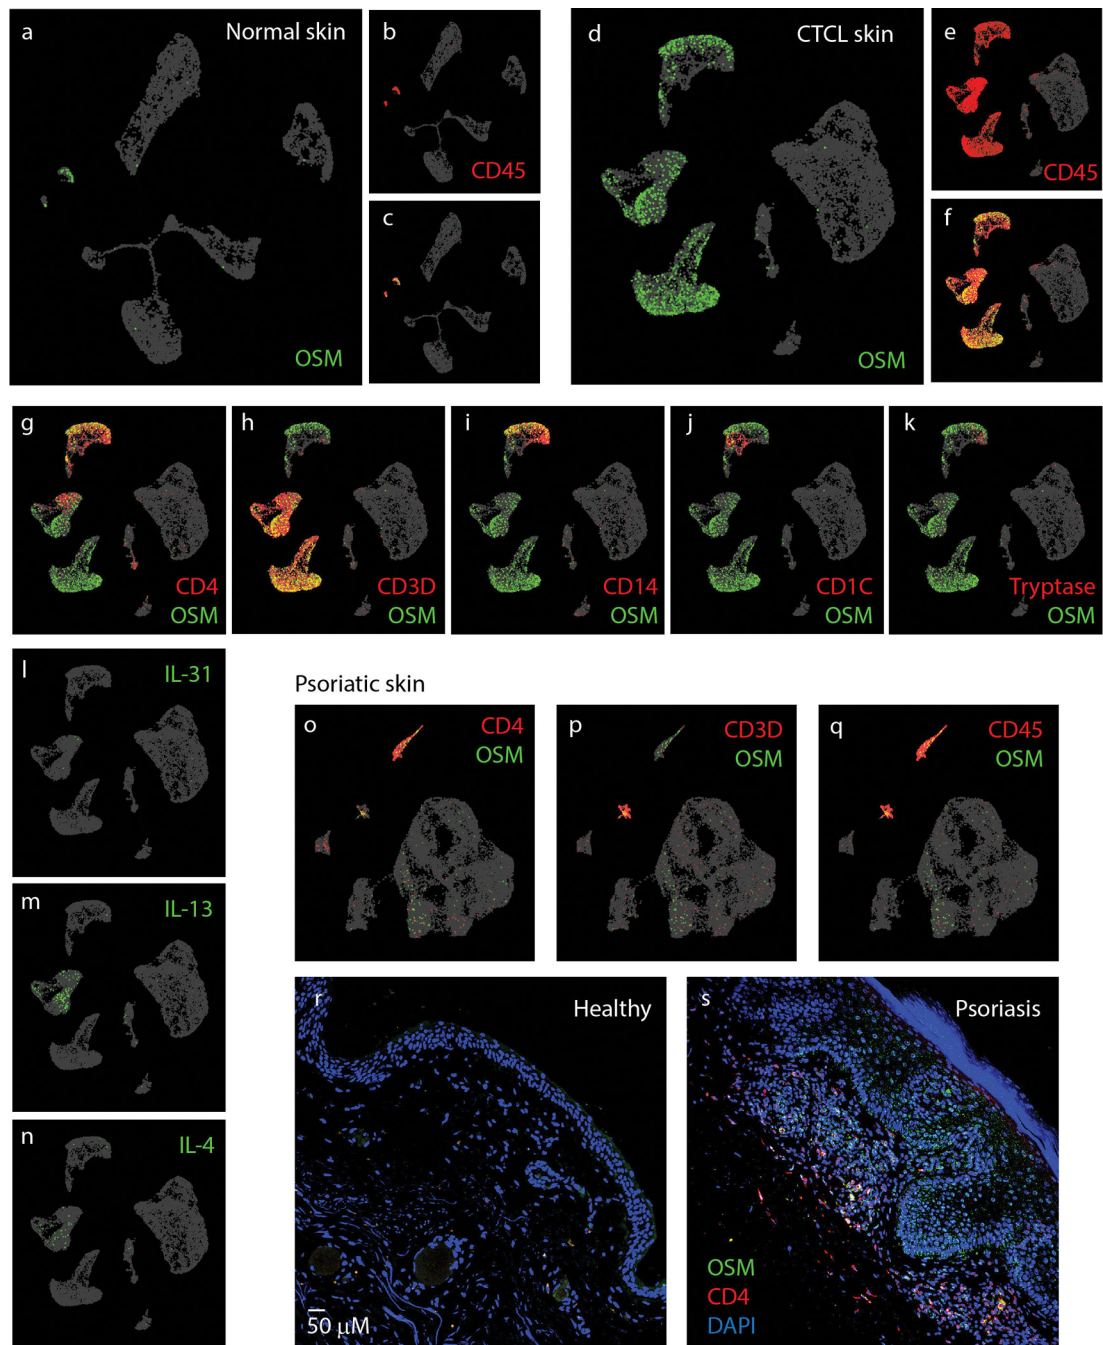 a Normal skin
OSM
b
CD45
c
d CTCL skin
OSM
e
CD45
f
g
CD4
OSM
h
CD3D
OSM
i
CD14
OSM
j
CD1C
OSM
k
Tryptase
OSM
l IL-31
m IL-13
n IL-4
Psoriatic skin
o CD4
OSM
p CD3D
OSM
q CD45
OSM
r Healthy
50 μM
s Psoriasis
OSM
CD4
DAPI